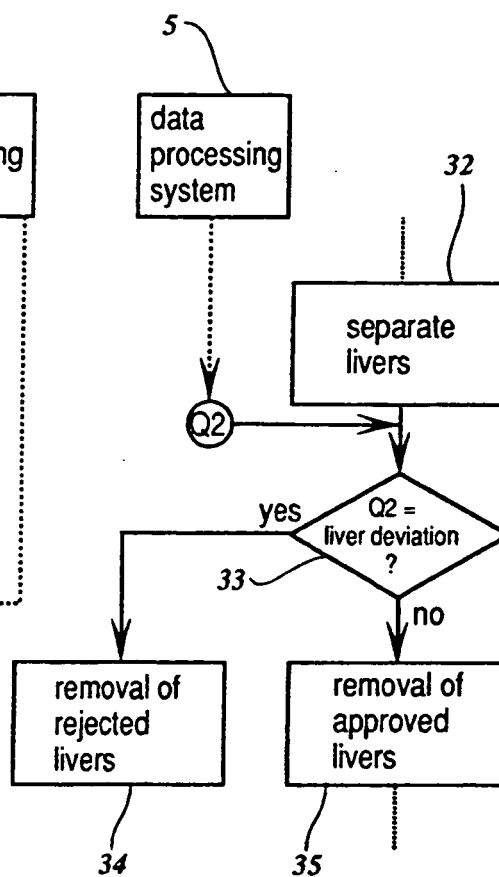 5
ng
data
processing
system
32
separate
livers
Q2
yes
Q2 =
liver deviation
?
33
no
removal of
rejected
livers
removal of
approved
livers
34
35